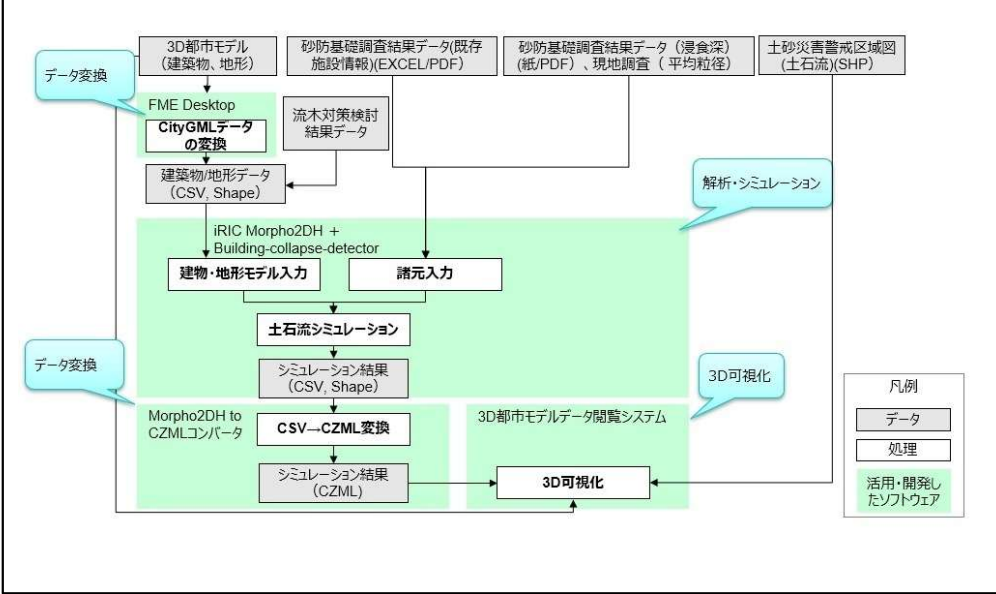 3D都市モデル
(建築物、地形)
砂防基礎調査結果データ(既存
施設情報)(EXCEL/PDF)
砂防基礎調査結果データ（浸食深）
(紙/PDF）、現地調査（ 平均粒径）
土砂災害警戒区域図
(土石流)(SHP)
データ変換
FME Desktop
CityGMLデータ
の変換
流木対策検討
結果データ
建築物/地形データ
（CSV, Shape）
解析・シミュレーション
iRIC Morpho2DH ＋
Building-collapse-detector
建物・地形モデル入力
諸元入力
土石流シミュレーション
シミュレーション結果
（CSV, Shape）
データ変換
3D可視化
Morpho2DH to
CZMLコンバータ
CSV→CZML変換
シミュレーション結果
（CZML)
3D都市モデルデータ閲覧システム
3D可視化
凡例
データ
処理
活用・開発し
たソフトウェア